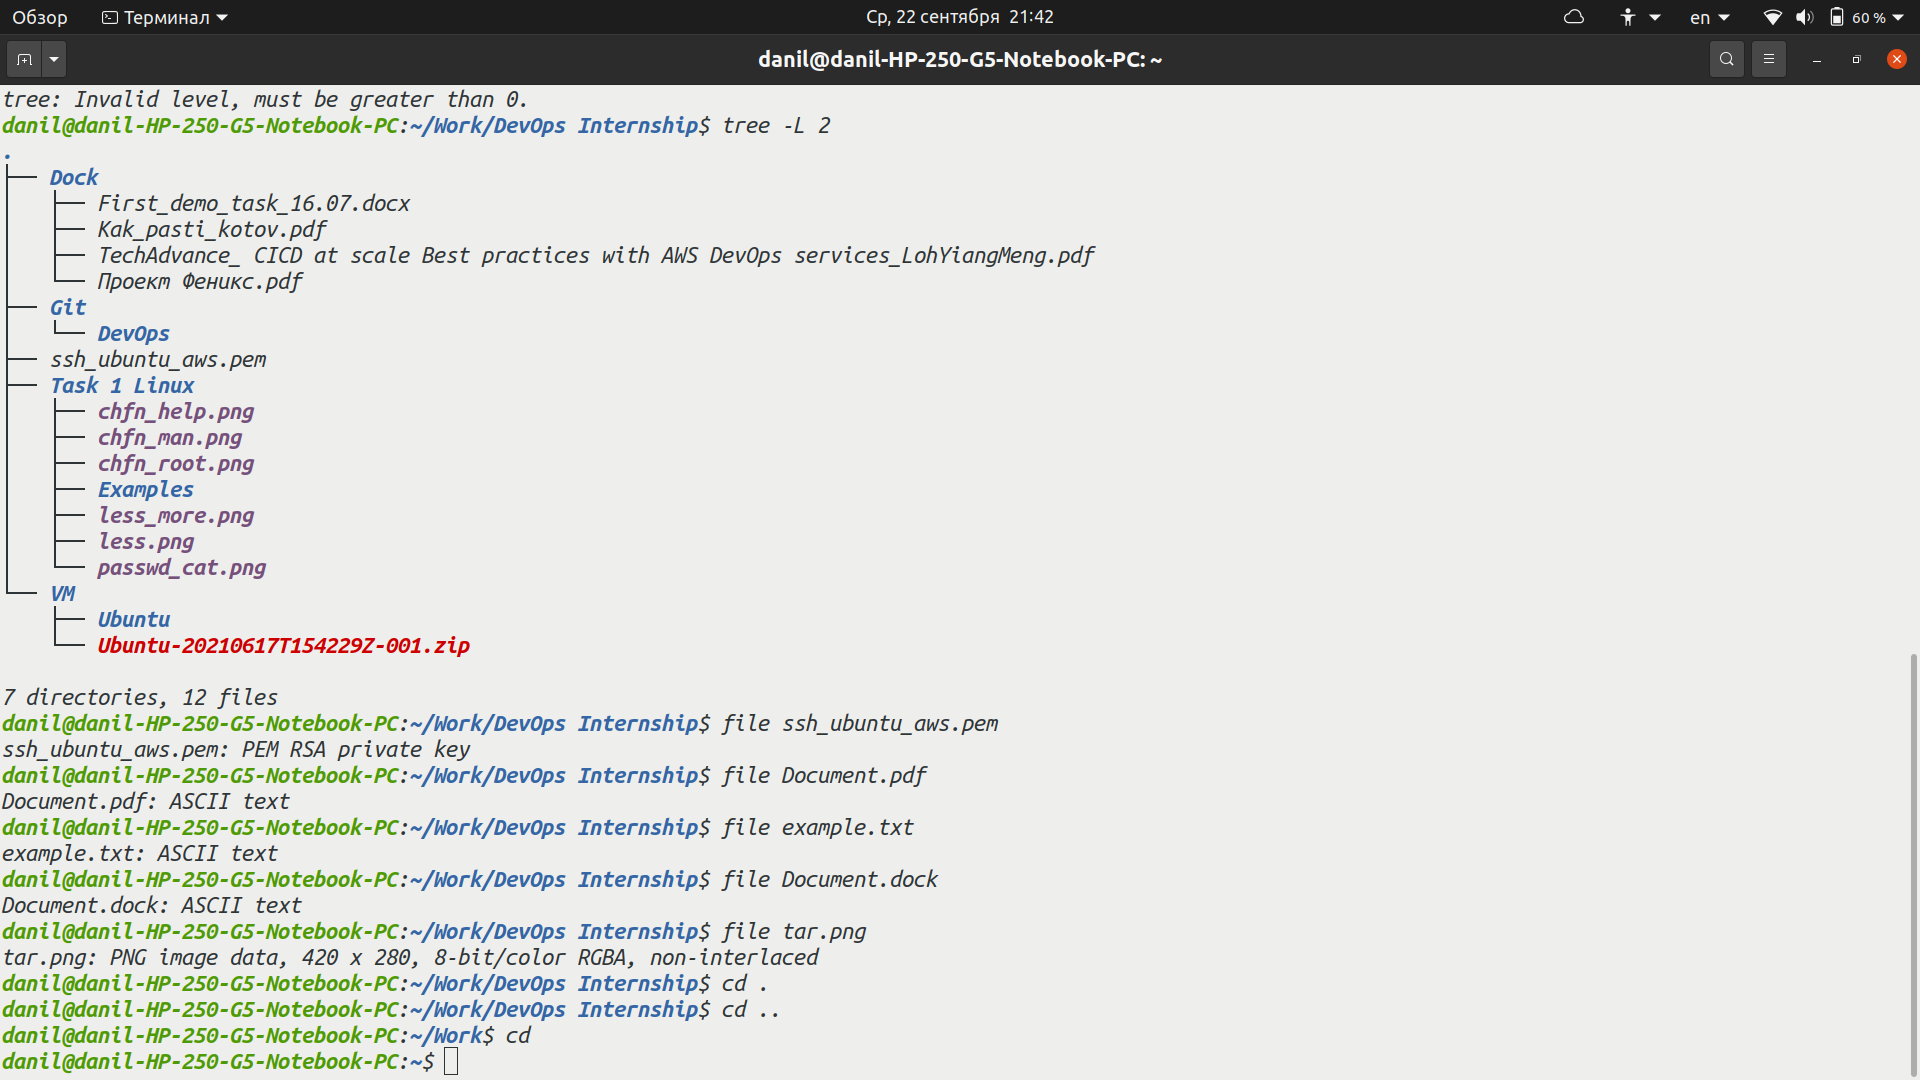 Обзор Терминал Ср, 22 сентября 21:42 en 60 %
danil@danil-HP-250-G5-Notebook-PC: ~
tree: Invalid level, must be greater than 0.
danil@danil-HP-250-G5-Notebook-PC:~/Work/DevOps Internship$ tree -L 2
.
├── Dock
│   ├── First_demo_task_16.07.docx
│   ├── Kak_pasti_kotov.pdf
│   ├── TechAdvance_ CICD at scale Best practices with AWS DevOps services_LohYiangMeng.pdf
│   └── Проект Феникс.pdf
├── Git
│   └── DevOps
├── ssh_ubuntu_aws.pem
├── Task 1 Linux
│   ├── chfn_help.png
│   ├── chfn_man.png
│   ├── chfn_root.png
│   ├── Examples
│   ├── less_more.png
│   ├── less.png
│   └── passwd_cat.png
└── VM
    ├── Ubuntu
    └── Ubuntu-20210617T154229Z-001.zip
7 directories, 12 files
danil@danil-HP-250-G5-Notebook-PC:~/Work/DevOps Internship$ file ssh_ubuntu_aws.pem
ssh_ubuntu_aws.pem: PEM RSA private key
danil@danil-HP-250-G5-Notebook-PC:~/Work/DevOps Internship$ file Document.pdf
Document.pdf: ASCII text
danil@danil-HP-250-G5-Notebook-PC:~/Work/DevOps Internship$ file example.txt
example.txt: ASCII text
danil@danil-HP-250-G5-Notebook-PC:~/Work/DevOps Internship$ file Document.dock
Document.dock: ASCII text
danil@danil-HP-250-G5-Notebook-PC:~/Work/DevOps Internship$ file tar.png
tar.png: PNG image data, 420 x 280, 8-bit/color RGBA, non-interlaced
danil@danil-HP-250-G5-Notebook-PC:~/Work/DevOps Internship$ cd .
danil@danil-HP-250-G5-Notebook-PC:~/Work/DevOps Internship$ cd ..
danil@danil-HP-250-G5-Notebook-PC:~/Work$ cd
danil@danil-HP-250-G5-Notebook-PC:~$